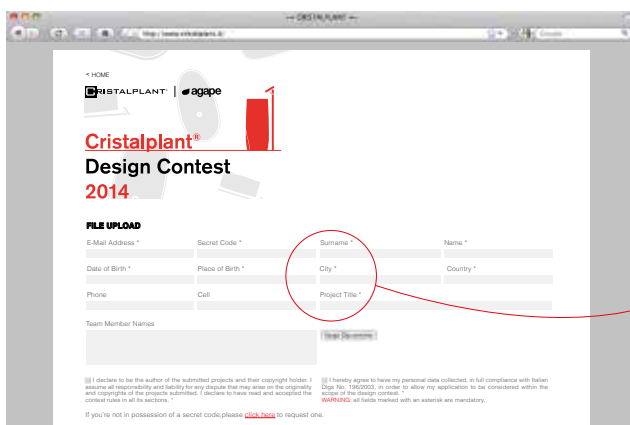 — CRISTALPLANT —
< HOME
CRISTALPLANT® | agape
Cristalplant®
Design Contest
2014
FILE UPLOAD
E-Mail Address * Secret Code * Surname * Name *
Date of Birth * Place of Birth * City * Country *
Phone Cell Project Title *
Team Member Names
I declare to be the author of the submitted projects and their copyright holder. I
assume all responsibility and liability for any dispute that may arise on the originality
and copyrights of the projects submitted. I declare to have read and accepted the
contest rules in all its sections. *
I hereby agree to have my personal data collected, in full compliance with Italian
Dlgs No. 196/2003, in order to allow my application to be considered within the
scope of the design contest. *
WARNING: all fields marked with an asterisk are mandatory.
If you're not in possession of a secret code,please click here to request one.